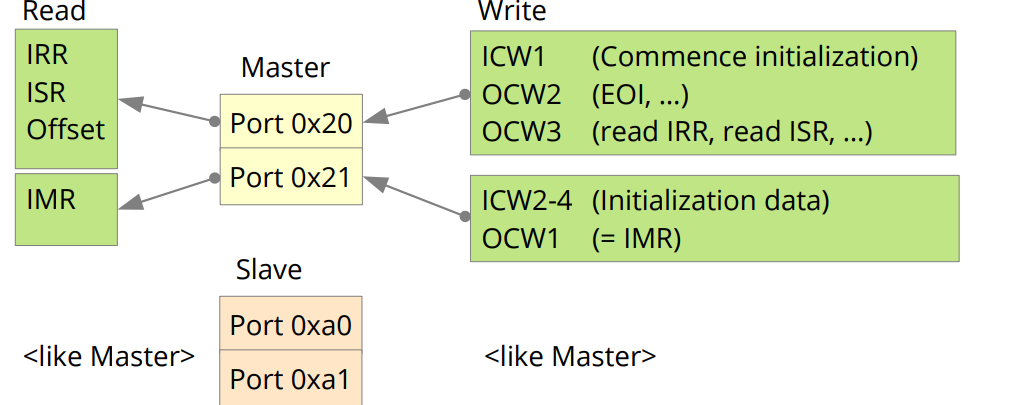 Read
IRR
ISR
Offset
IMR
Master
Port 0x20
Port 0x21
Write
ICW1 (Commence initialization)
OCW2 (EOI, ...)
OCW3 (read IRR, read ISR, ...)
ICW2-4 (Initialization data)
OCW1 (= IMR)
Slave
<like Master>
Port 0xa0
Port 0xa1
<like Master>